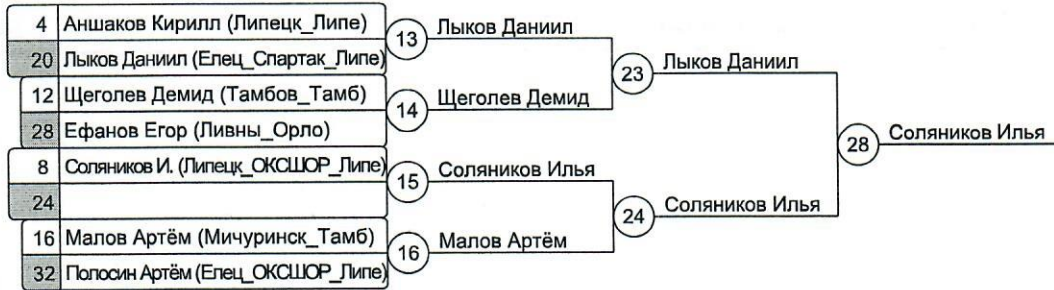 4 Аншаков Кирилл (Липецк_Липе)
20 Лыков Даниил (Елец_Спартак_Липе)
13 Лыков Даниил
12 Щеголев Демид (Тамбов_Тамб)
28 Ефанов Егор (Ливны_Орло)
14 Щеголев Демид
23 Лыков Даниил
8 Соляников И. (Липецк_ОКСШОР_Липе)
24
15 Соляников Илья
16 Малов Артём (Мичуринск_Тамб)
32 Полосин Артём (Елец_ОКСШОР_Липе)
16 Малов Артём
24 Соляников Илья
28 Соляников Илья